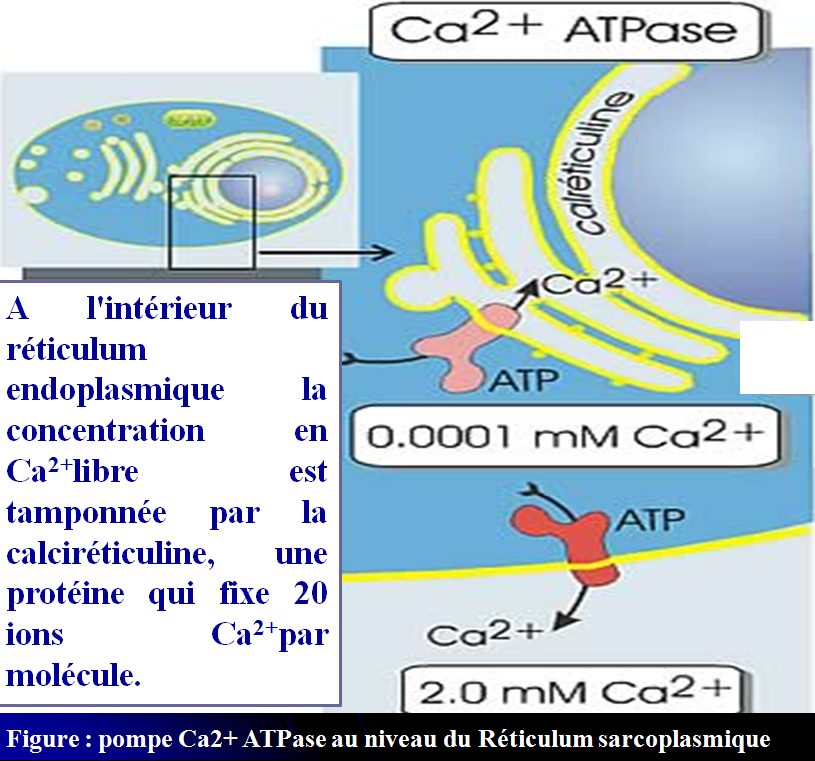 Ca2+ ATPase
calréticuline
Ca2+
ATP
0.0001 mM Ca2+
ATP
Ca2+
2.0 mM Ca2+
A l'intérieur du
réticulum
endoplasmique la
concentration en
Ca²⁺libre est
tamponnée par la
calciréticuline, une
protéine qui fixe 20
ions Ca²⁺par
molécule.
Figure : pompe Ca2+ ATPase au niveau du Réticulum sarcoplasmique